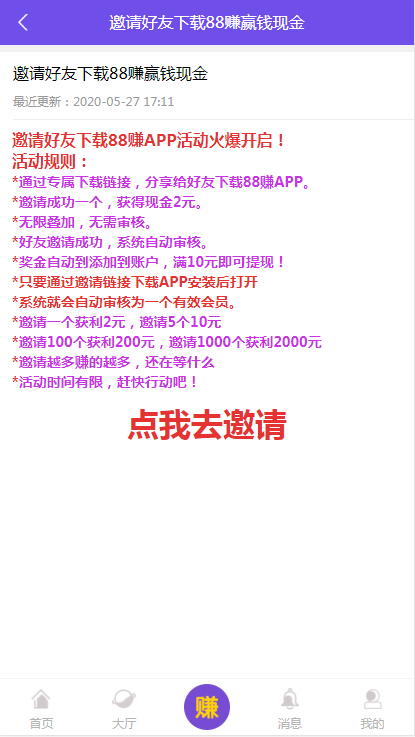 邀请好友下载88赚赢钱现金
邀请好友下载88赚赢钱现金
最近更新：2020-05-27 17:11
邀请好友下载88赚APP活动火爆开启！
活动规则：
*通过专属下载链接，分享给好友下载88赚APP。
*邀请成功一个，获得现金2元。
*无限叠加，无需审核。
*好友邀请成功，系统自动审核。
*奖金自动到添加到账户，满10元即可提现！
*只要通过邀请链接下载APP安装后打开
*系统就会自动审核为一个有效会员。
*邀请一个获利2元，邀请5个10元
*邀请100个获利200元，邀请1000个获利2000元
*邀请越多赚的越多，还在等什么
*活动时间有限，赶快行动吧！
点我去邀请
首页 大厅 赚 消息 我的